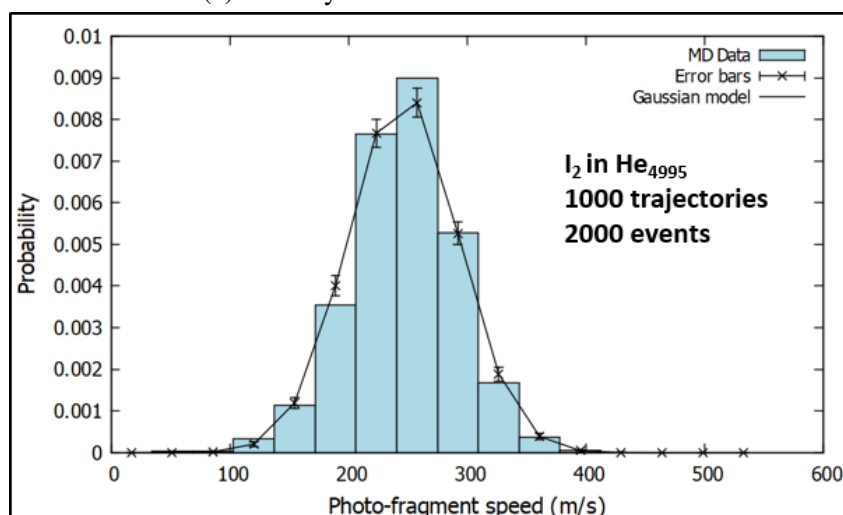 0.01
0.009
0.008
0.007
0.006
0.005
0.004
0.003
0.002
0.001
0
Probability
MD Data
Error bars
Gaussian model
I₂ in He₄₉₉₅
1000 trajectories
2000 events
0 100 200 300 400 500 600
Photo-fragment speed (m/s)